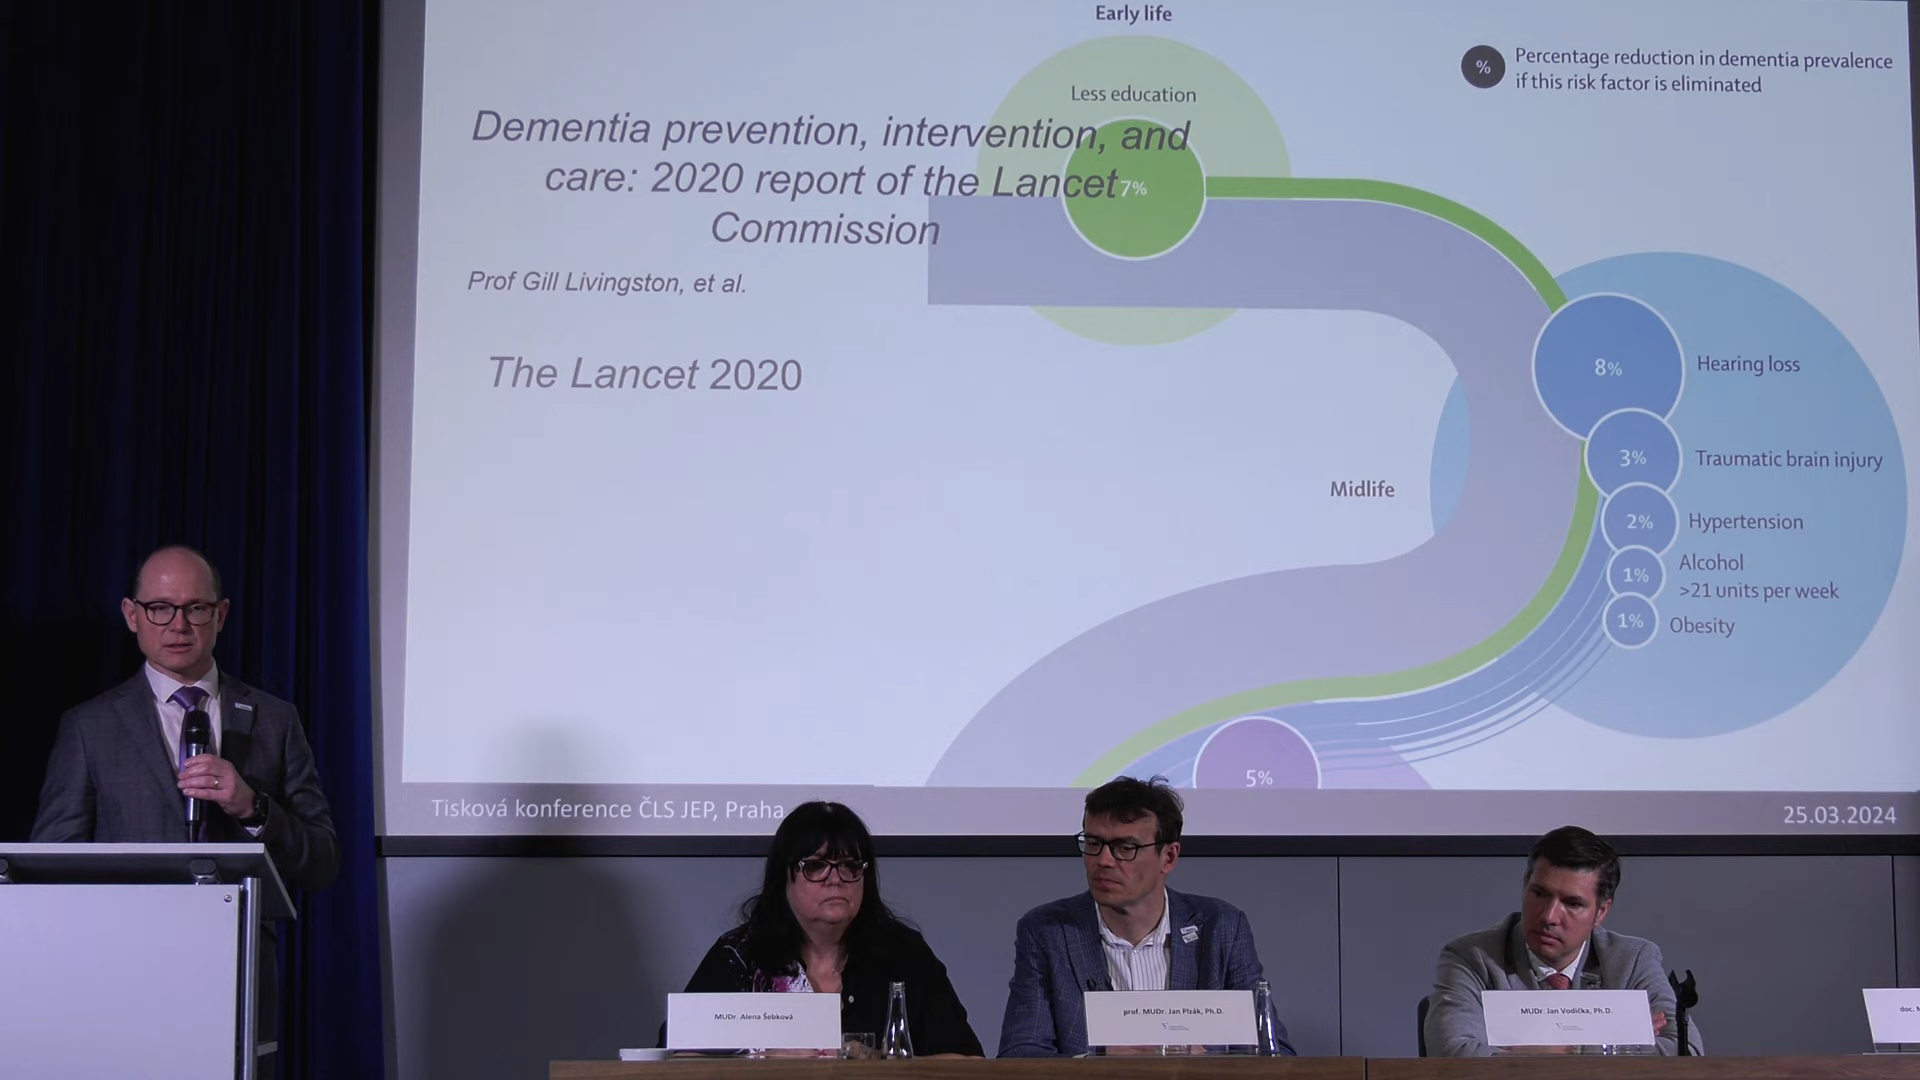 Early life
Less education
7%
% Percentage reduction in dementia prevalence
if this risk factor is eliminated
Dementia prevention, intervention, and
care: 2020 report of the Lancet
Commission
Prof Gill Livingston, et al.
The Lancet 2020
8% Hearing loss
3% Traumatic brain injury
Midlife
2% Hypertension
1% Alcohol
>21 units per week
1% Obesity
5%
Tisková konference ČLS JEP, Praha
25.03.2024
MUDr. Alena Šebková
prof. MUDr. Jan Plzák, Ph.D.
MUDr. Jan Vodička, Ph.D.
doc.